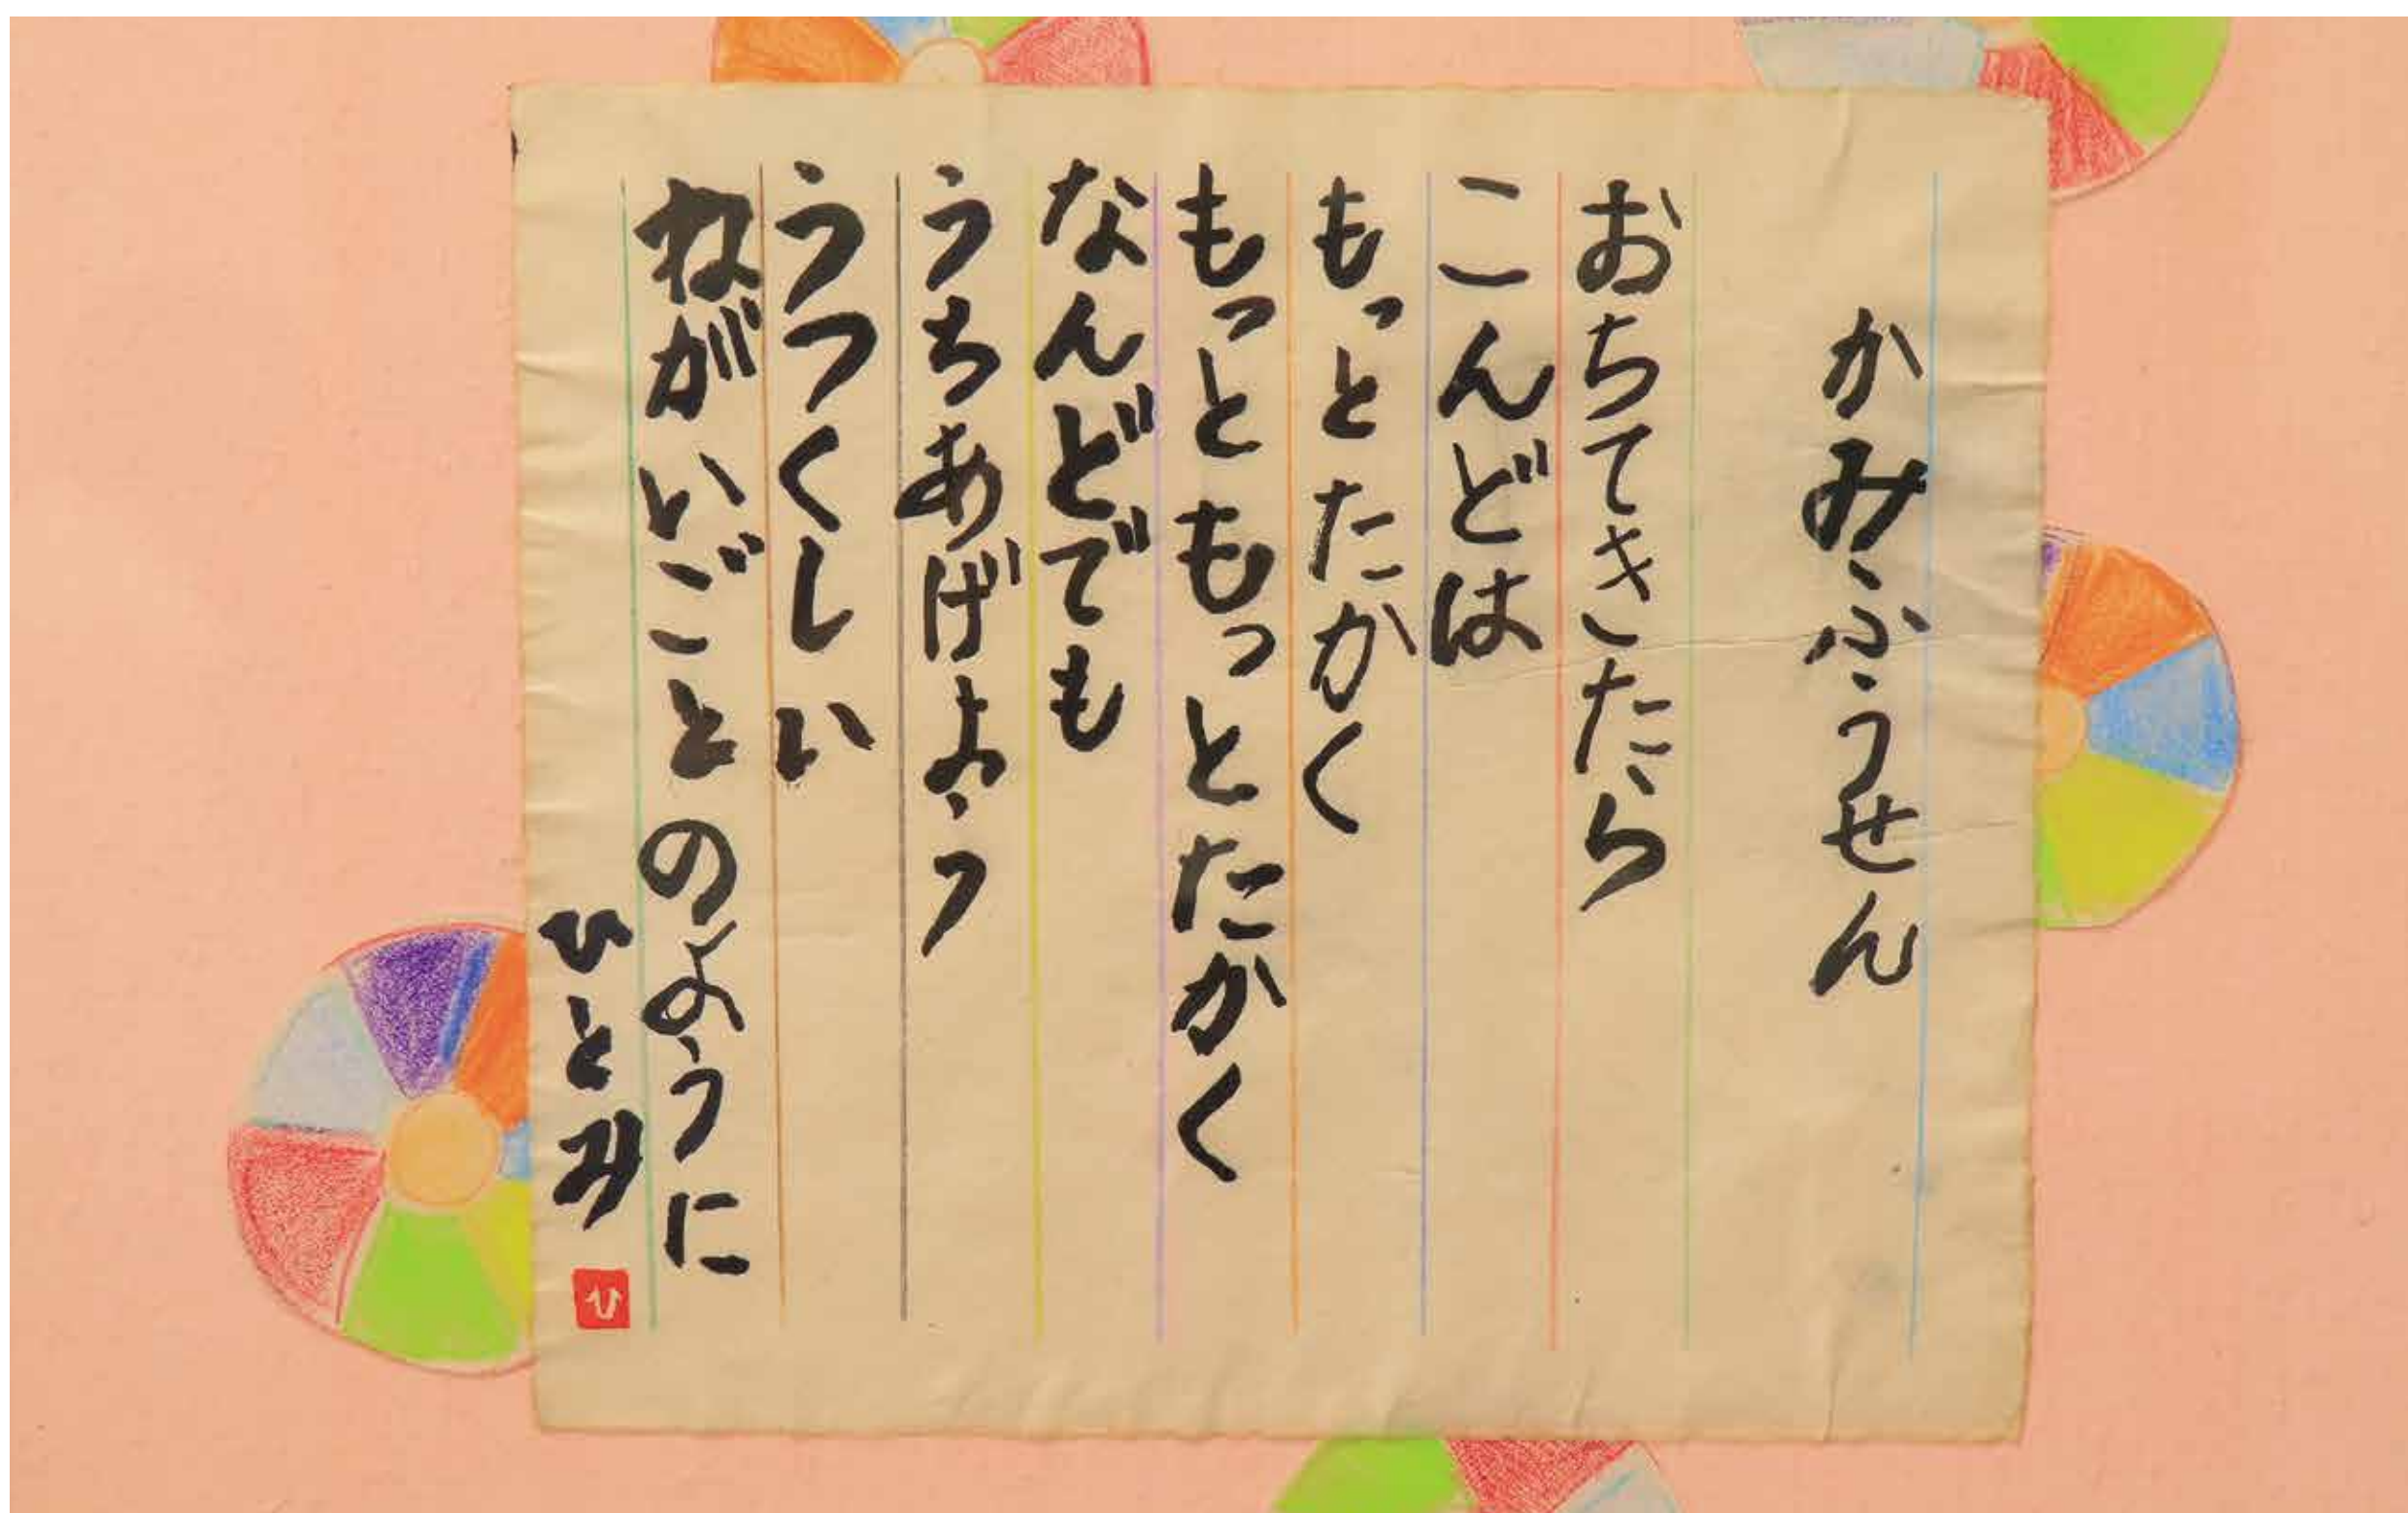 かみふうせん
おちてきたら
こんどは
もっとたかく
もっともっとたかく
なんどでも
うちあげよう
うつくしい
ねがいごとのように
ひとみ
ひ